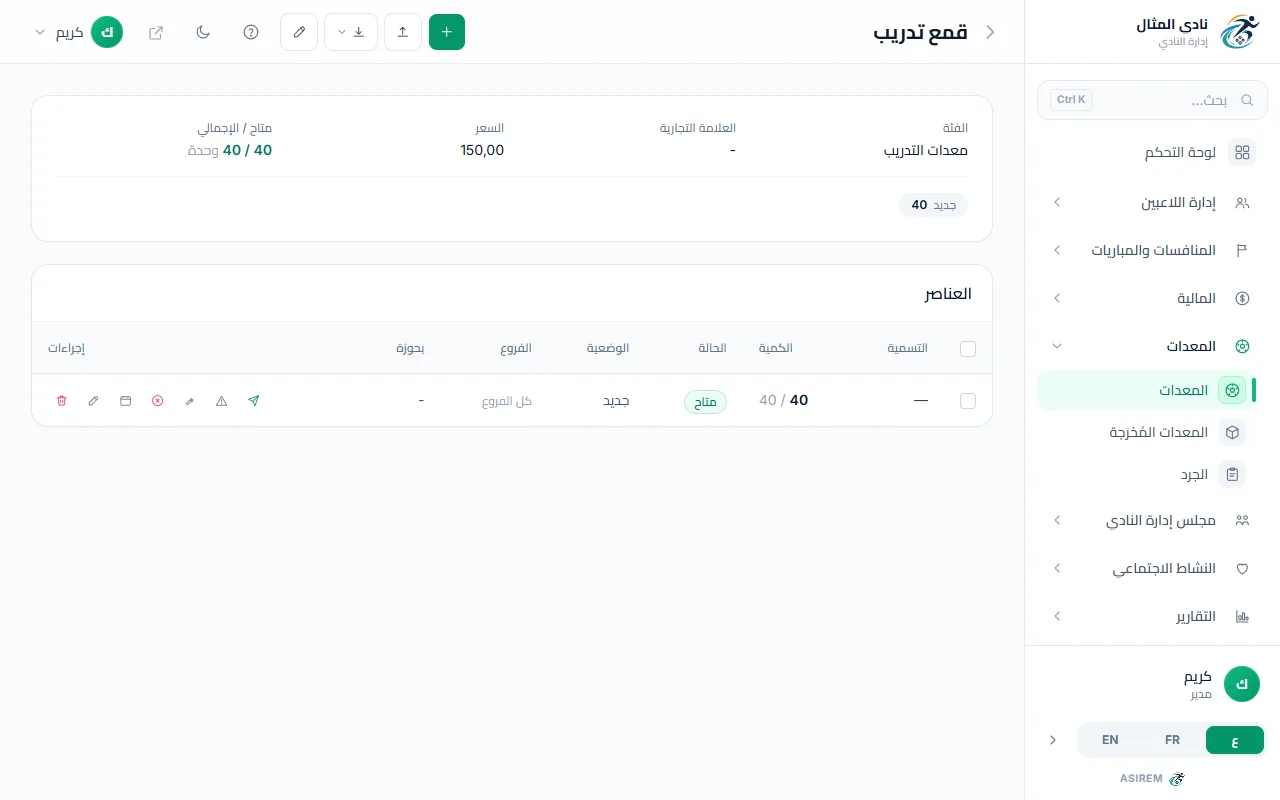 نادي المثال
إدارة النادي
بحث...
Ctrl K
لوحة التحكم
إدارة اللاعبين
المنافسات والمباريات
المالية
المعدات
المعدات
المعدات المُخرَجة
الجرد
مجلس إدارة النادي
النشاط الاجتماعي
التقارير
ك
كريم
مدير
ع FR EN
ASIREM
قمع تدريب
ك كريم
الفئة العلامة التجارية السعر متاح / الإجمالي
معدات التدريب - 150,00 40 / 40 وحدة
جديد 40
العناصر
التسمية الكمية الحالة الوضعية الفروع بحوزة إجراءات
— 40 / 40 متاح جديد كل الفروع -